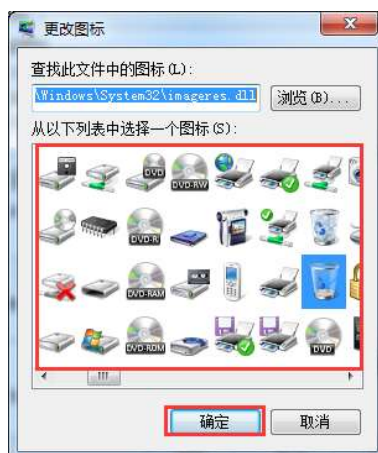 更改图标
查找此文件中的图标(L):
\Windows\System32\imageres.dll
浏览(B)...
从以下列表中选择一个图标(S):
DVD
DVD-RW
DVD-R
DVD-RAM
DVD-ROM
DVD
确定
取消